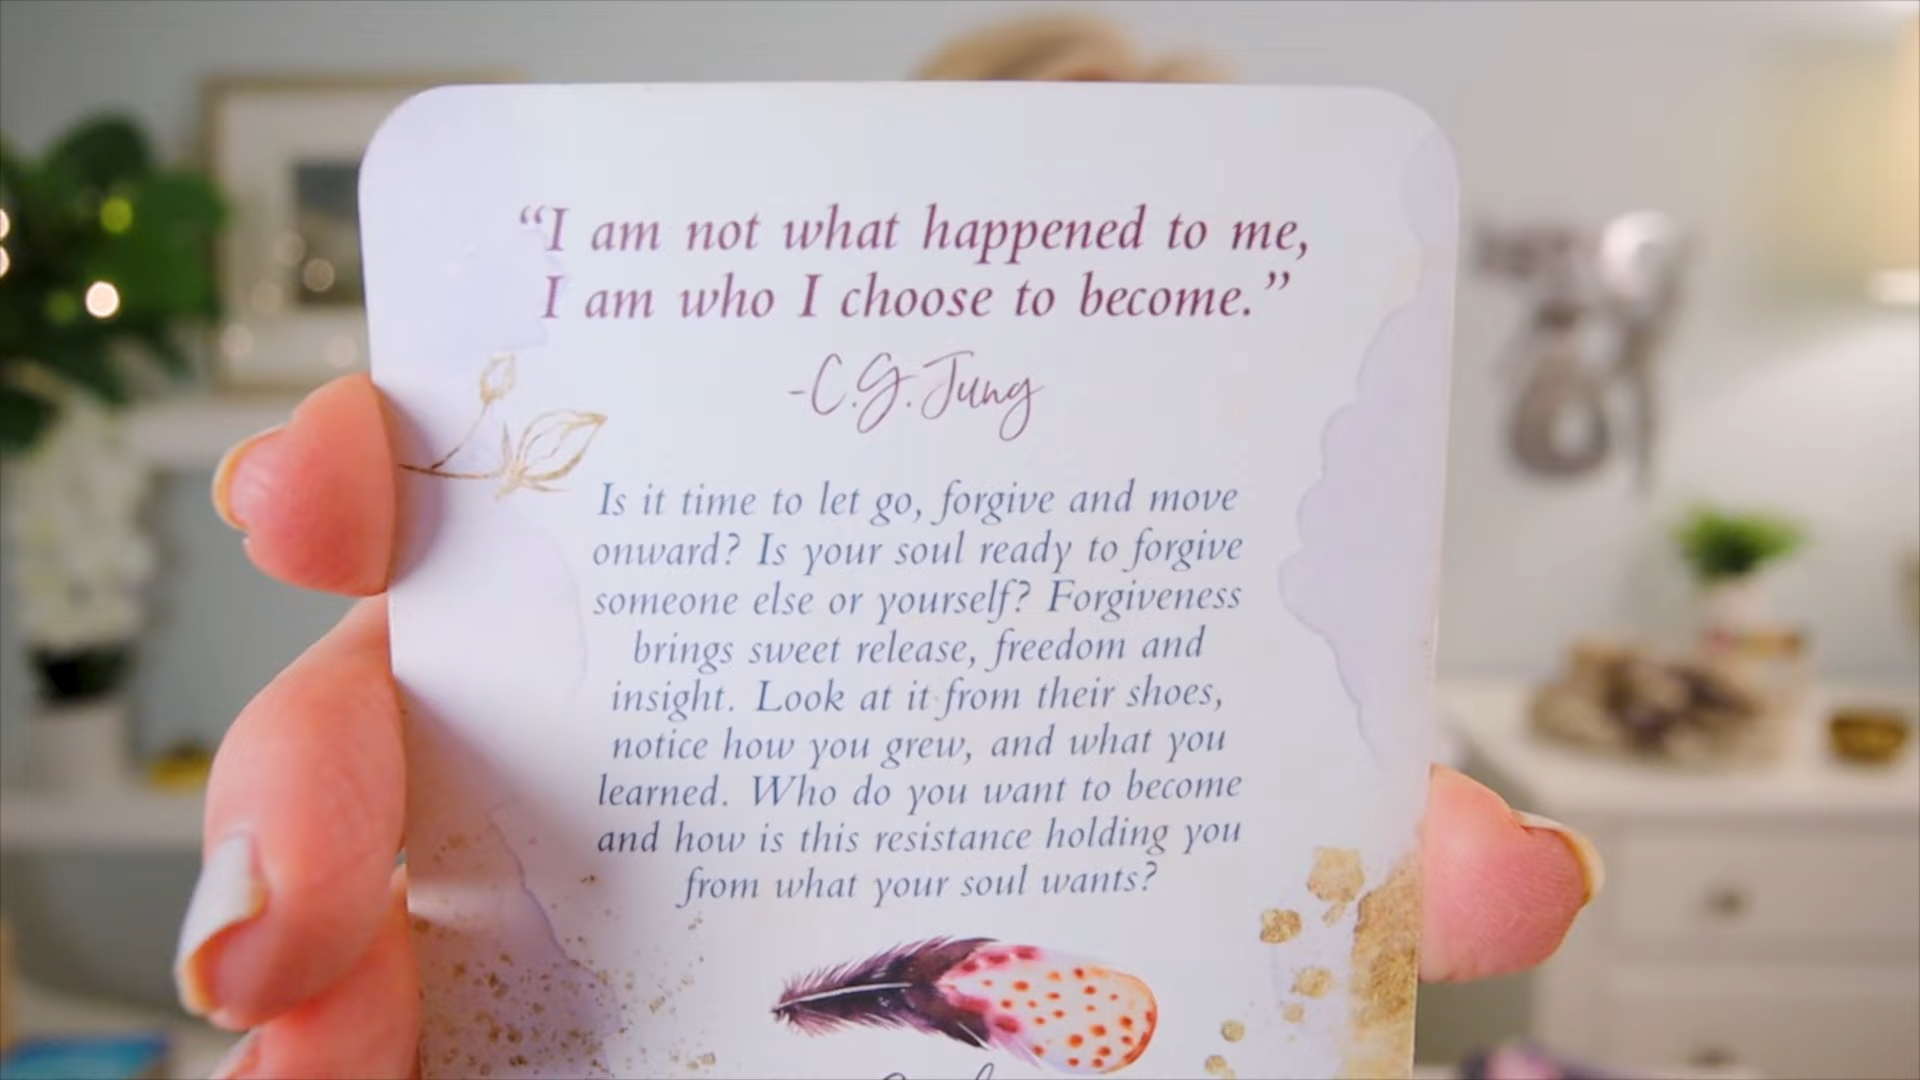 “I am not what happened to me,
I am who I choose to become.”
-C.G. Jung
Is it time to let go, forgive and move
onward? Is your soul ready to forgive
someone else or yourself? Forgiveness
brings sweet release, freedom and
insight. Look at it from their shoes,
notice how you grew, and what you
learned. Who do you want to become
and how is this resistance holding you
from what your soul wants?